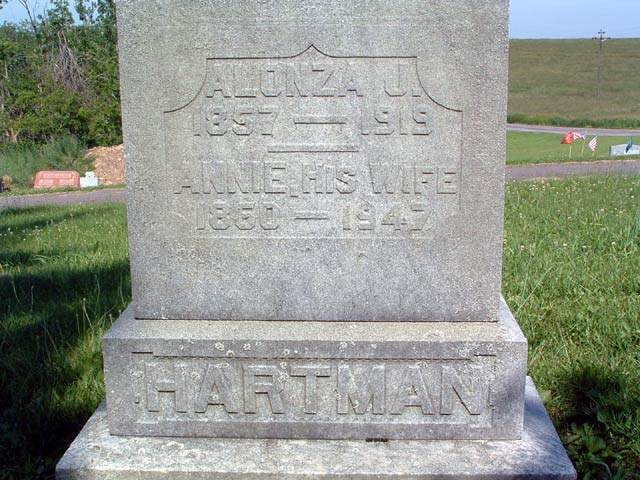 ALONZA J.
1857 — 1919
ANNIE, HIS WIFE
1860 — 1947
HARTMAN